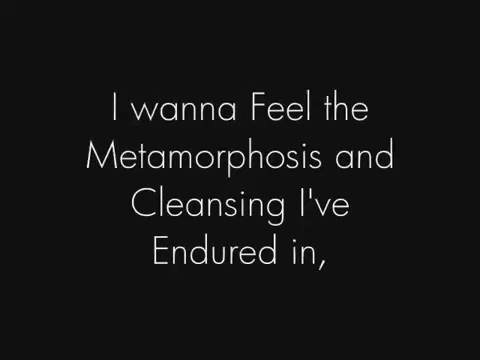 I wanna Feel the
Metamorphosis and
Cleansing I've
Endured in,